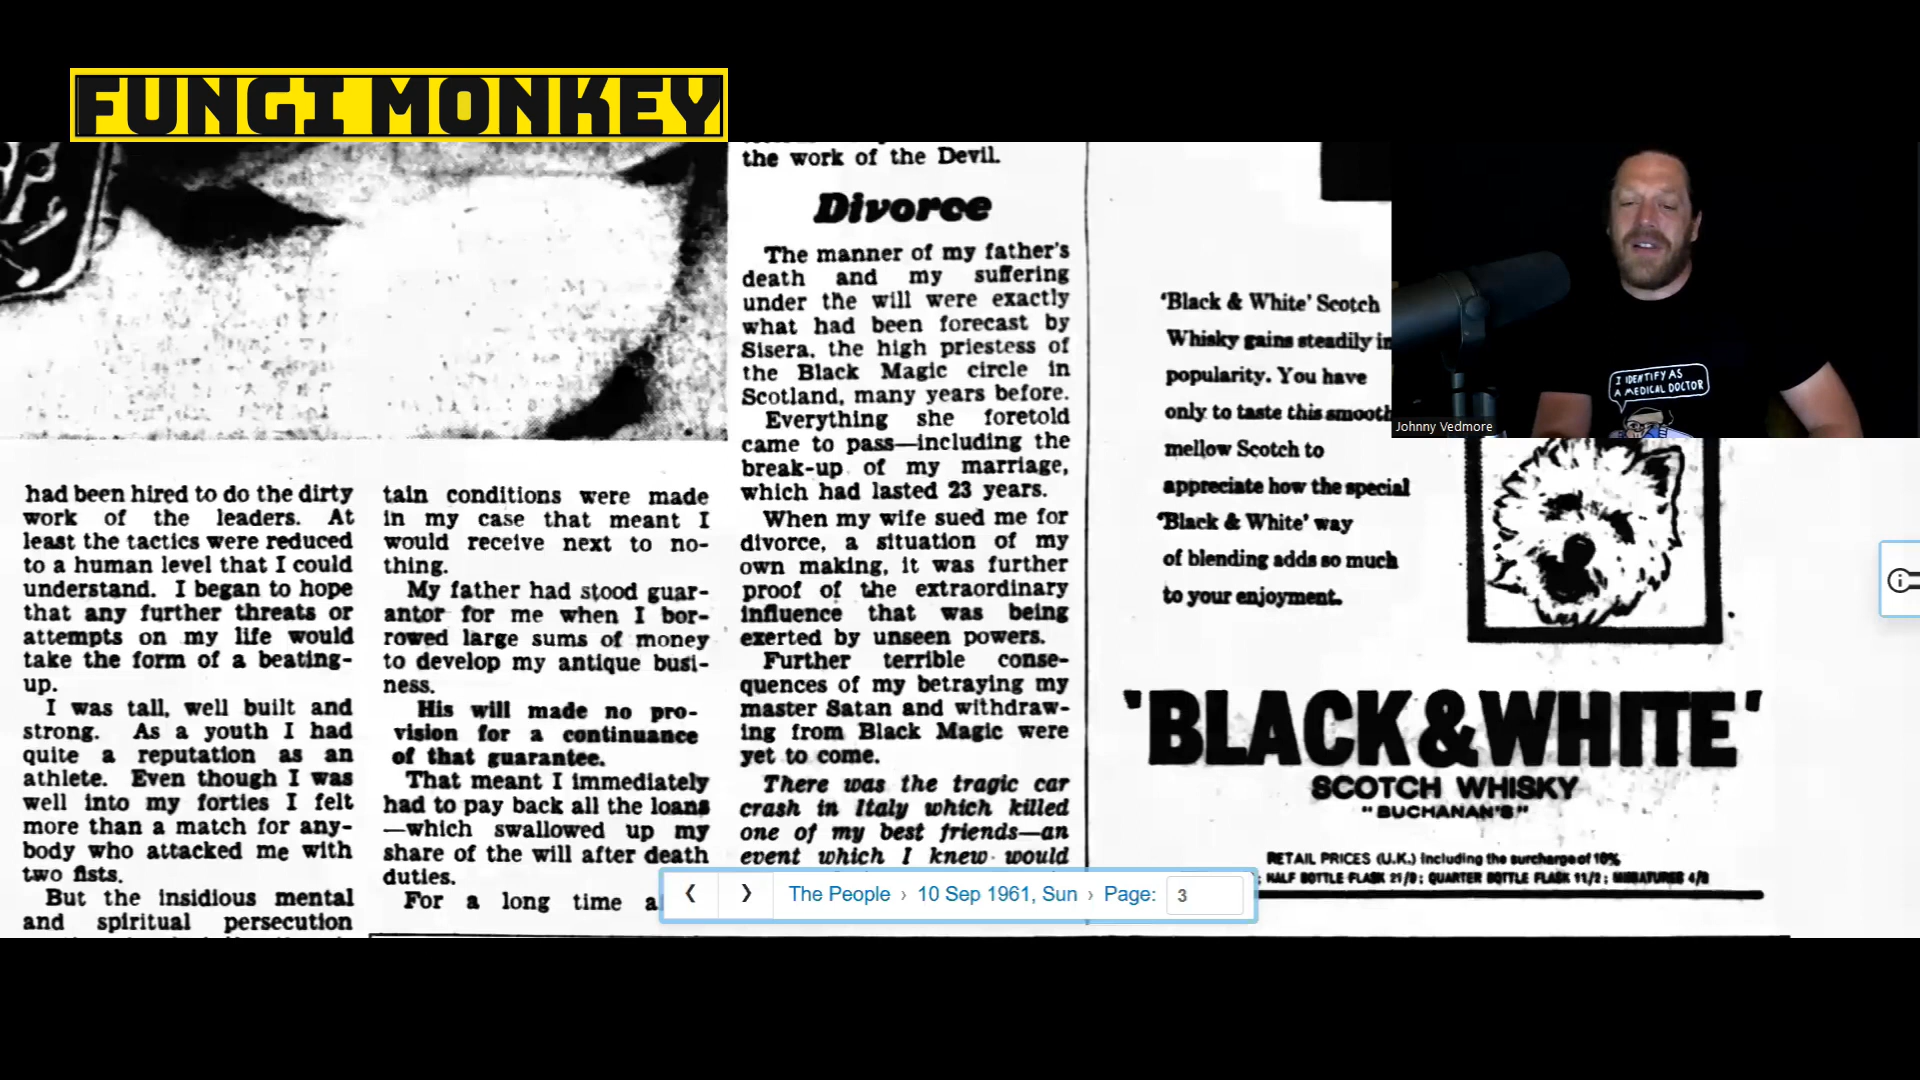 FUNGI MONKEY
had been hired to do the dirty
work of the leaders. At
least the tactics were reduced
to a human level that I could
understand. I began to hope
that any further threats or
attempts on my life would
take the form of a beating-
up.
I was tall, well built and
strong. As a youth I had
quite a reputation as an
athlete. Even though I was
well into my forties I felt
more than a match for any-
body who attacked me with
two fists.
But the insidious mental
and spiritual persecution
tain conditions were made
in my case that meant I
would receive next to no-
thing.
My father had stood guar-
antor for me when I bor-
rowed large sums of money
to develop my antique busi-
ness.
His will made no pro-
vision for a continuance
of that guarantee.
That meant I immediately
had to pay back all the loans
—which swallowed up my
share of the will after death
duties.
For a long time a
the work of the Devil.
Divorce
The manner of my father's
death and my suffering
under the will were exactly
what had been forecast by
Sisera, the high priestess of
the Black Magic circle in
Scotland, many years before.
Everything she foretold
came to pass—including the
break-up of my marriage,
which had lasted 23 years.
When my wife sued me for
divorce, a situation of my
own making, it was further
proof of the extraordinary
influence that was being
exerted by unseen powers.
Further terrible conse-
quences of my betraying my
master Satan and withdraw-
ing from Black Magic were
yet to come.
There was the tragic car
crash in Italy which killed
one of my best friends—an
event which I knew would
'Black & White' Scotch
Whisky gains steadily in
popularity. You have
only to taste this smooth
mellow Scotch to
appreciate how the special
'Black & White' way
of blending adds so much
to your enjoyment.
'BLACK & WHITE'
SCOTCH WHISKY
"BUCHANAN'S"
RETAIL PRICES (U.K.) including the surcharge of 10%
; HALF BOTTLE FLASK 21/9; QUARTER BOTTLE FLASK 11/2; MINIATURES 4/3
I IDENTIFY AS
A MEDICAL DOCTOR
Johnny Vedmore
The People › 10 Sep 1961, Sun › Page: 3